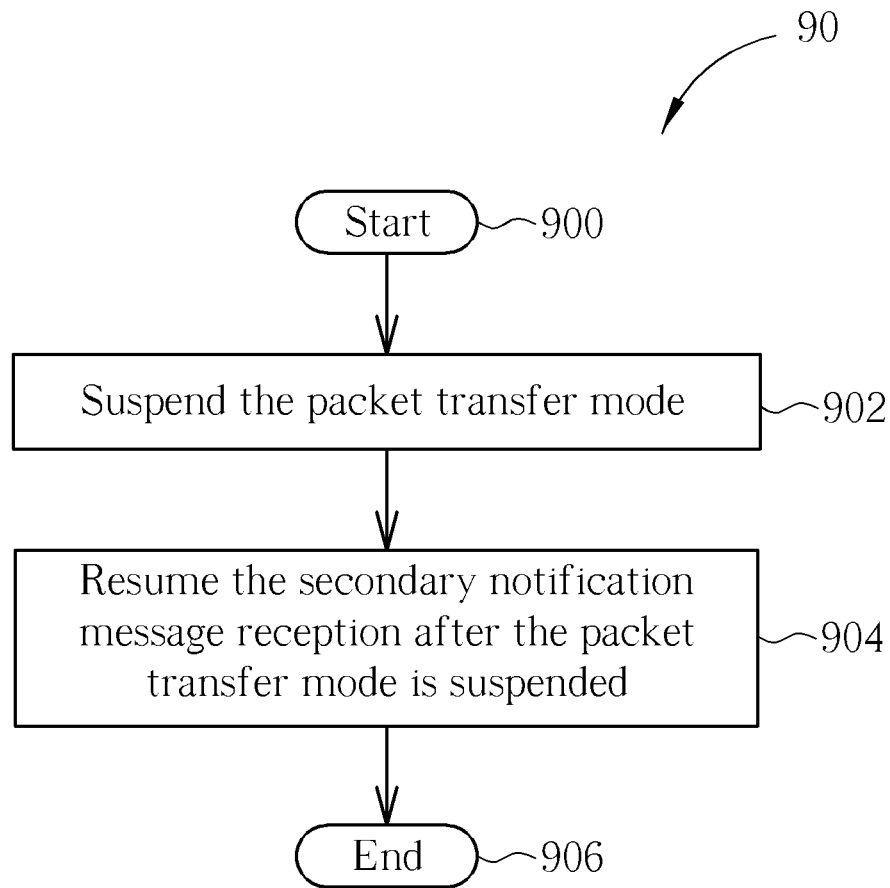 90
Start
900
Suspend the packet transfer mode
902
Resume the secondary notification
message reception after the packet
transfer mode is suspended
904
End
906